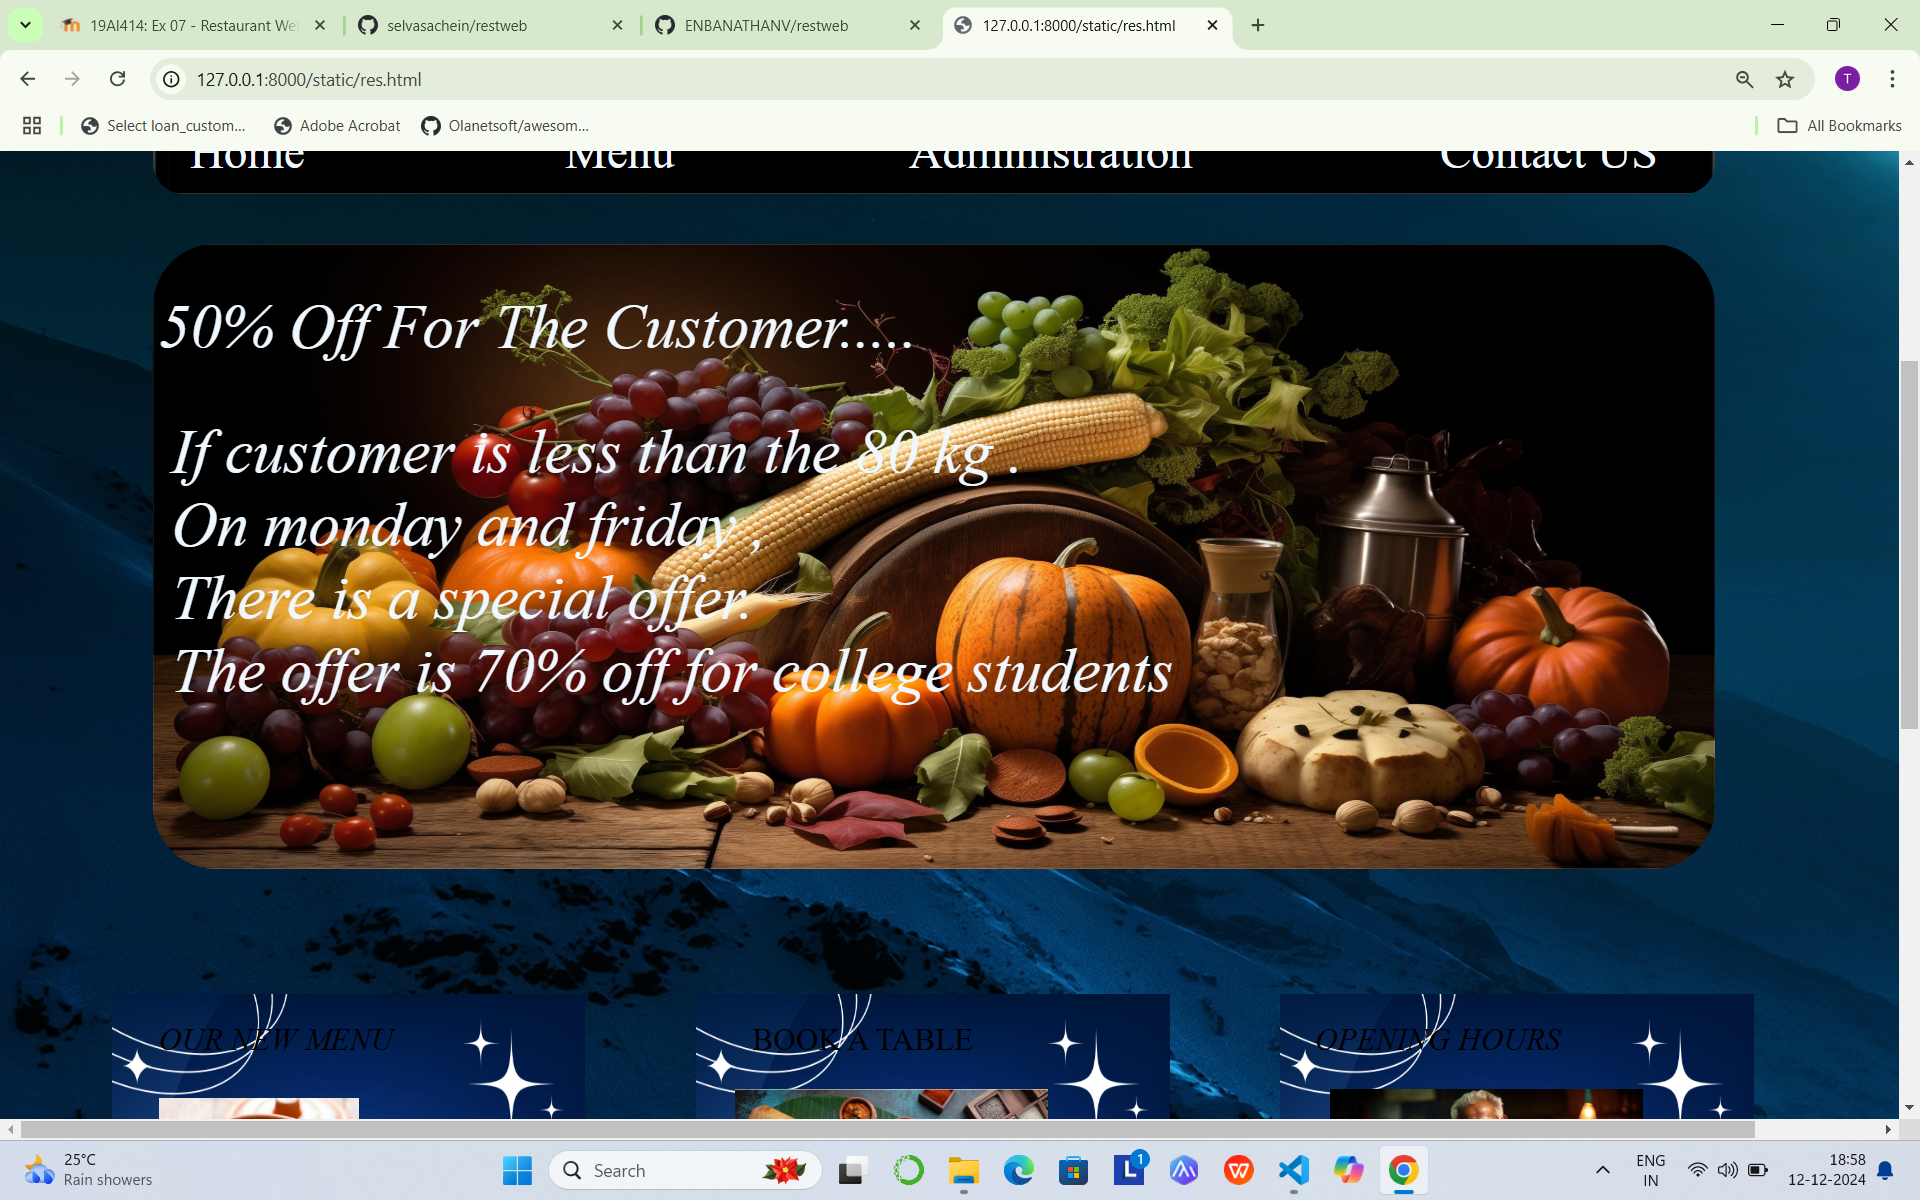 19AI414: Ex 07 - Restaurant We
selvasachein/restweb
ENBANATHANV/restweb
127.0.0.1:8000/static/res.html
127.0.0.1:8000/static/res.html
T
Select loan_custom...
Adobe Acrobat
Olanetsoft/awesom...
All Bookmarks
Home
Menu
Administration
Contact US
50% Off For The Customer.....
If customer is less than the 80 kg .
On monday and friday ,
There is a special offer.
The offer is 70% off for college students
OUR NEW MENU
BOOK A TABLE
OPENING HOURS
25°C
Rain showers
Search
L
1
W
ENG
IN
18:58
12-12-2024